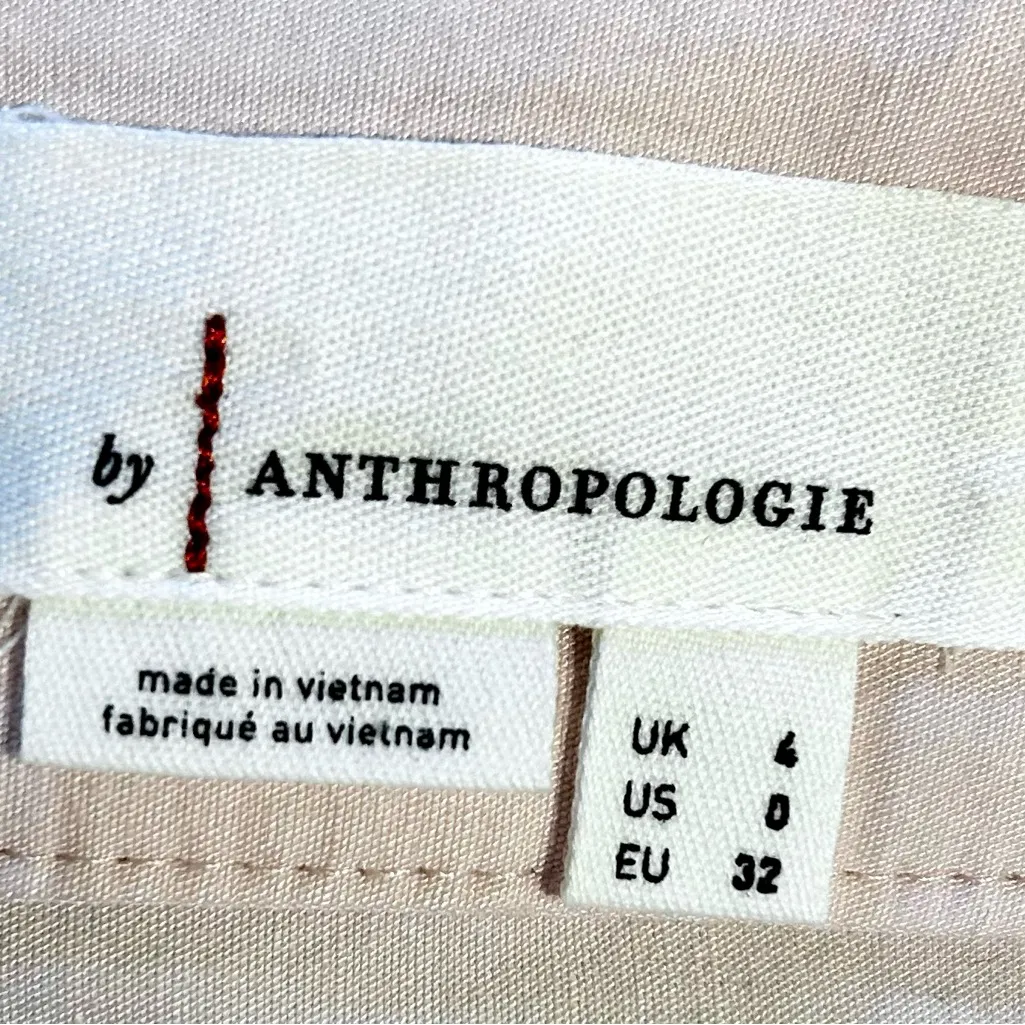 by ANTHROPOLOGIE
made in vietnam
fabriqué au vietnam
UK 4
US 0
EU 32